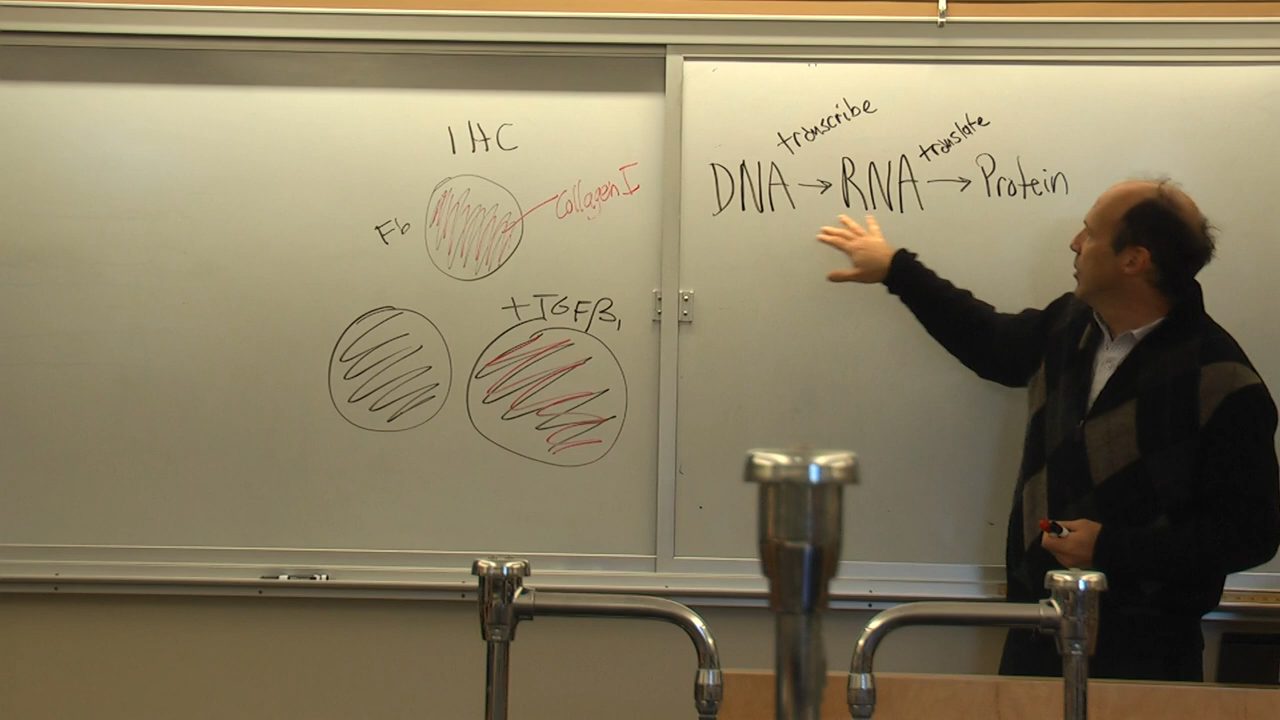 IHC
Collagen I
Fb
+TGFβ1
transcribe translate
DNA → RNA → Protein